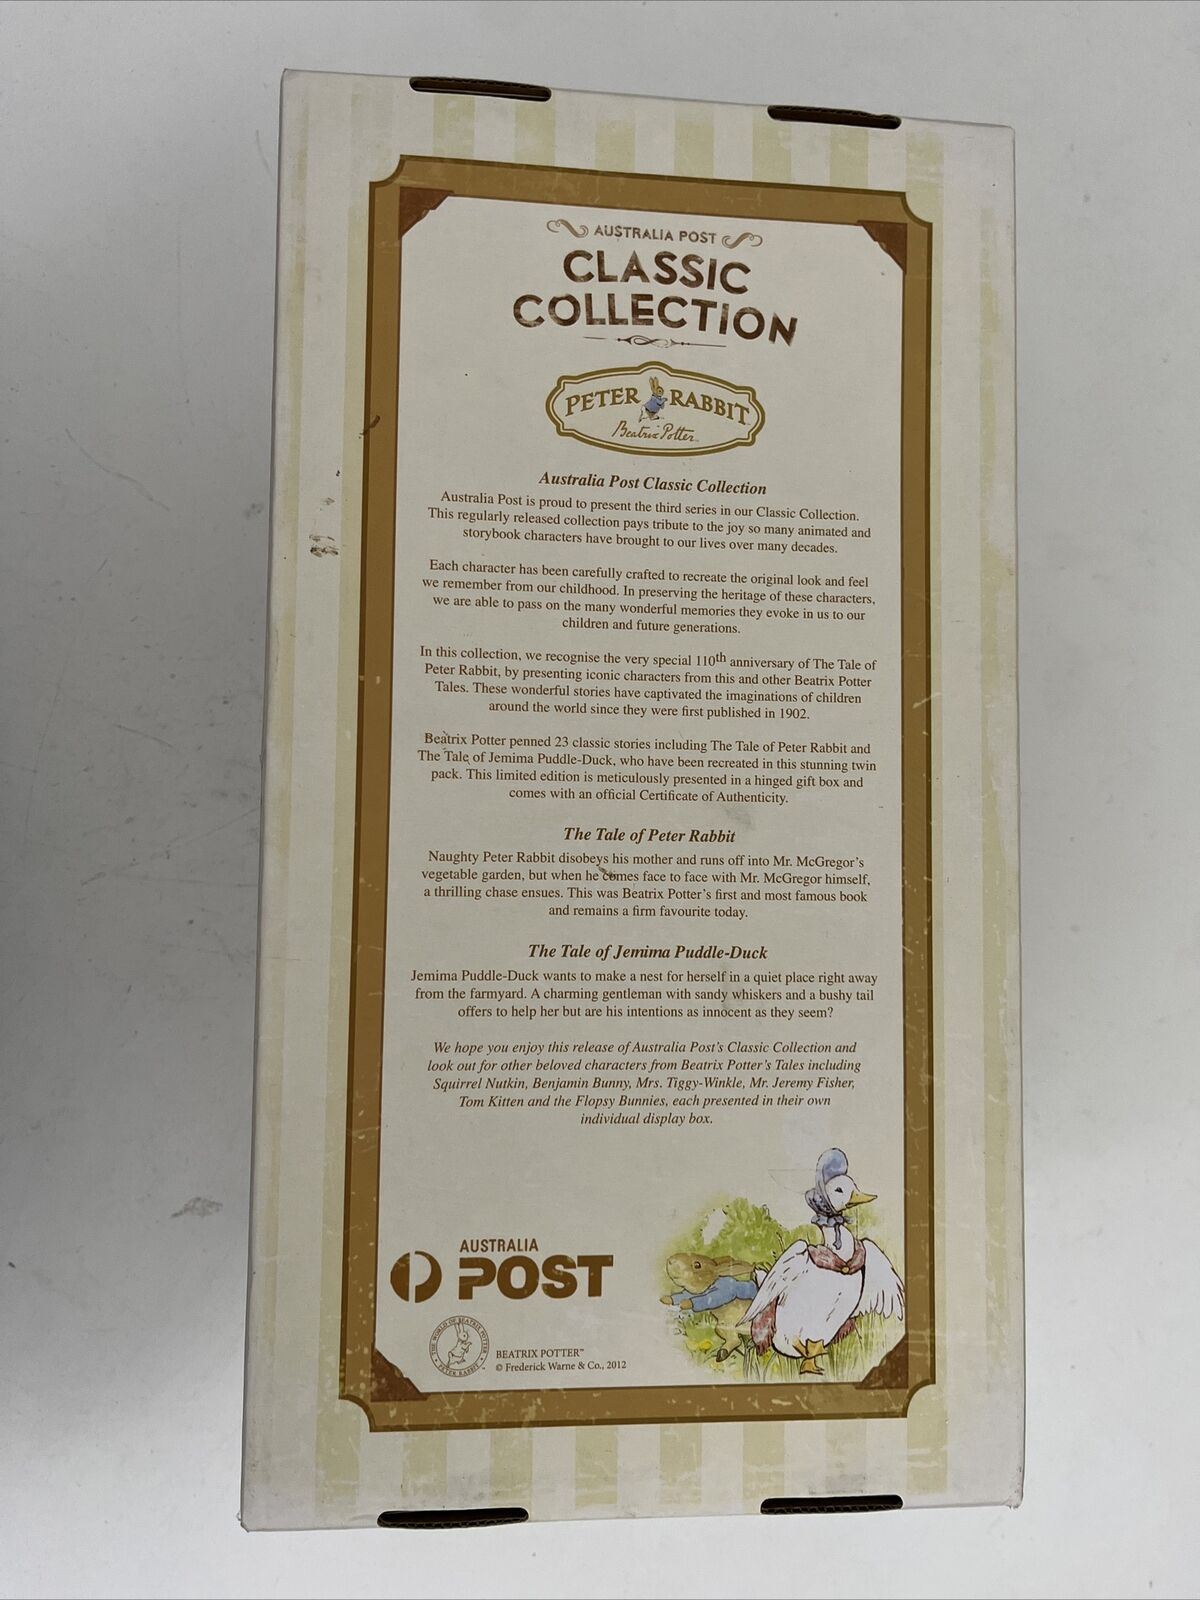 AUSTRALIA POST
CLASSIC
COLLECTION
PETER RABBIT
Beatrix Potter
Australia Post Classic Collection
Australia Post is proud to present the third series in our Classic Collection.
This regularly released collection pays tribute to the joy so many animated and
storybook characters have brought to our lives over many decades.
Each character has been carefully crafted to recreate the original look and feel
we remember from our childhood. In preserving the heritage of these characters,
we are able to pass on the many wonderful memories they evoke in us to our
children and future generations.
In this collection, we recognise the very special 110th anniversary of The Tale of
Peter Rabbit, by presenting iconic characters from this and other Beatrix Potter
Tales. These wonderful stories have captivated the imaginations of children
around the world since they were first published in 1902.
Beatrix Potter penned 23 classic stories including The Tale of Peter Rabbit and
The Tale of Jemima Puddle-Duck, who have been recreated in this stunning twin
pack. This limited edition is meticulously presented in a hinged gift box and
comes with an official Certificate of Authenticity.
The Tale of Peter Rabbit
Naughty Peter Rabbit disobeys his mother and runs off into Mr. McGregor's
vegetable garden, but when he comes face to face with Mr. McGregor himself,
a thrilling chase ensues. This was Beatrix Potter's first and most famous book
and remains a firm favourite today.
The Tale of Jemima Puddle-Duck
Jemima Puddle-Duck wants to make a nest for herself in a quiet place right away
from the farmyard. A charming gentleman with sandy whiskers and a bushy tail
offers to help her but are his intentions as innocent as they seem?
We hope you enjoy this release of Australia Post's Classic Collection and
look out for other beloved characters from Beatrix Potter's Tales including
Squirrel Nutkin, Benjamin Bunny, Mrs. Tiggy-Winkle, Mr. Jeremy Fisher,
Tom Kitten and the Flopsy Bunnies, each presented in their own
individual display box.
AUSTRALIA
POST
THE WORLD OF BEATRIX POTTER
PETER RABBIT
BEATRIX POTTER™
© Frederick Warne & Co., 2012